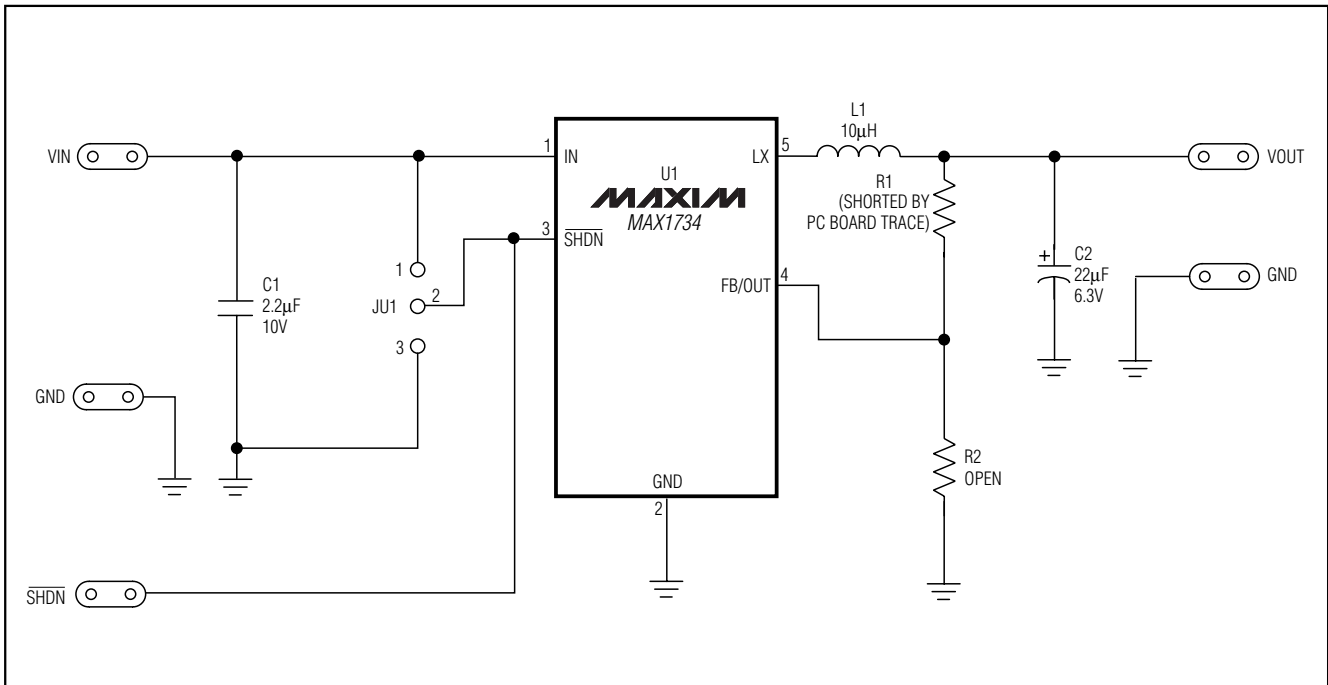 VIN
GND
SHDN
C1
2.2µF
10V
1
2
3
JU1
1
IN
3
SHDN
U1
MAXIM
MAX1734
LX
5
FB/OUT
4
GND
2
L1
10µH
R1
(SHORTED BY
PC BOARD TRACE)
R2
OPEN
+
C2
22µF
6.3V
VOUT
GND